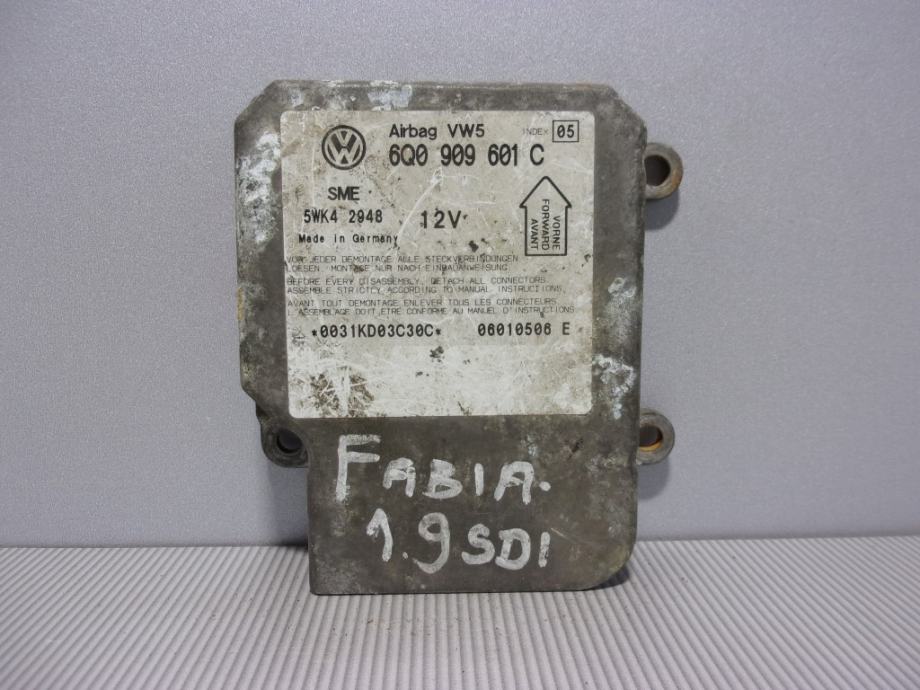 Airbag VW5 INDEX 05
6Q0 909 601 C
SME
5WK4 2948 12V
Made in Germany
VORNE
FORWARD
AVANT
VOR JEDER DEMONTAGE ALLE STECKVERBINDUNGEN
LOESEN. MONTAGE NUR NACH EINBAUANWEISUNG.
BEFORE EVERY DISASSEMBLY, DETACH ALL CONNECTORS.
ASSEMBLE STRICTLY ACCORDING TO MANUAL INSTRUCTIONS.
AVANT TOUT DEMONTAGE ENLEVER TOUS LES CONNECTEURS.
L'ASSEMBLAGE DOIT ETRE CONFORME AU MANUEL D'INSTRUCTIONS.
*0031KD03C30C* 06010506 E
FABIA.
1.9 SDI